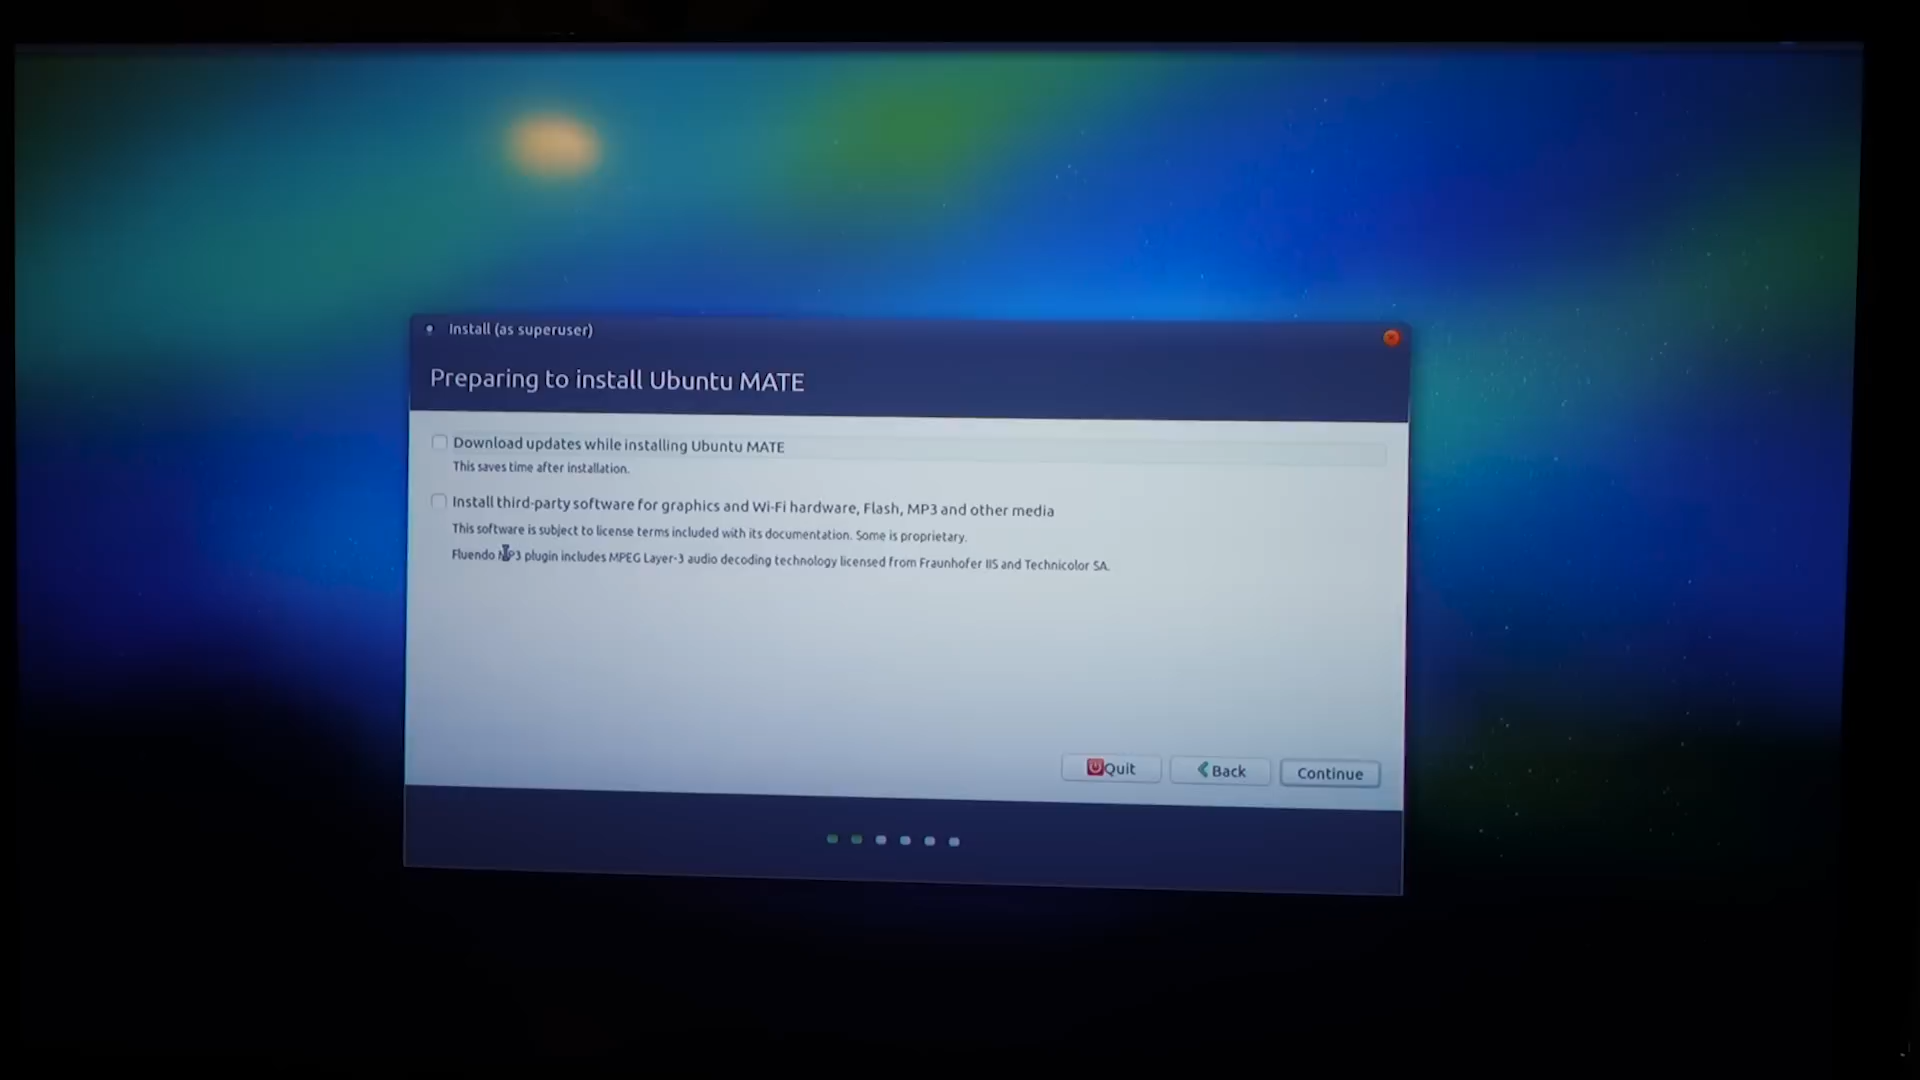 Install (as superuser)
Preparing to install Ubuntu MATE
Download updates while installing Ubuntu MATE
This saves time after installation.
Install third-party software for graphics and Wi-Fi hardware, Flash, MP3 and other media
This software is subject to license terms included with its documentation. Some is proprietary.
Fluendo MP3 plugin includes MPEG Layer-3 audio decoding technology licensed from Fraunhofer IIS and Technicolor SA.
Quit
Back
Continue